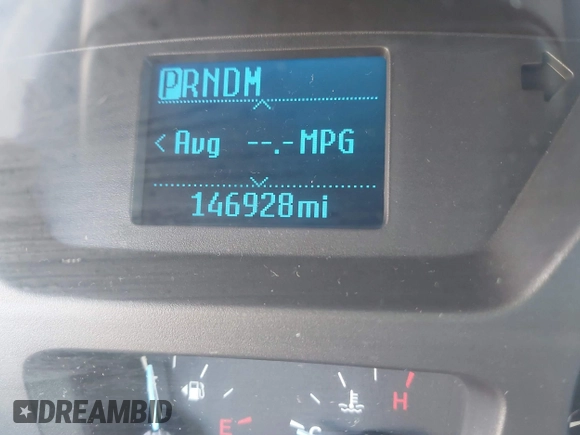 PRNDM
< Avg --.- MPG
146928mi
E
°C
H
DREAMBID